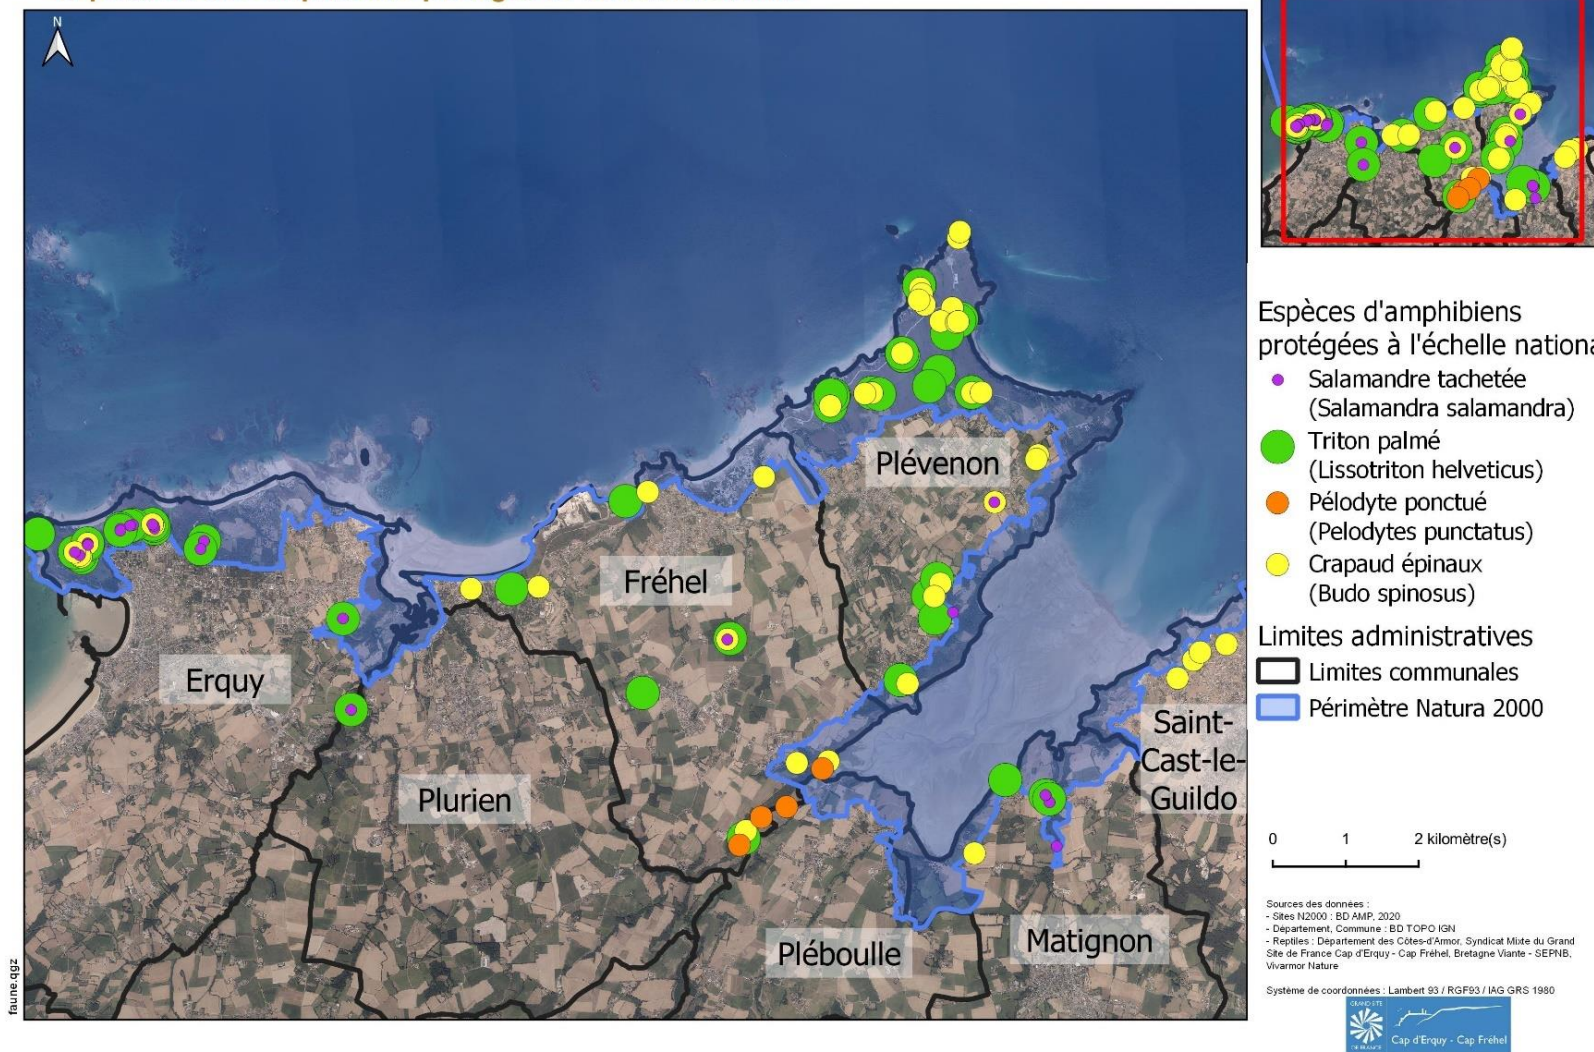 N
Plévenon
Fréhel
Erquy
Plurien
Saint-
Cast-le-
Guildo
Pléboulle
Matignon
faune.qgz
Espèces d'amphibiens
protégées à l'échelle nationa
Salamandre tachetée
(Salamandra salamandra)
Triton palmé
(Lissotriton helveticus)
Pélodyte ponctué
(Pelodytes punctatus)
Crapaud épinaux
(Budo spinosus)
Limites administratives
Limites communales
Périmètre Natura 2000
0 1 2 kilomètre(s)
Sources des données :
- Sites N2000 : BD AMP, 2020
- Département, Commune : BD TOPO IGN
- Reptiles : Département des Côtes-d'Armor, Syndicat Mixte du Grand
Site de France Cap d'Erquy - Cap Fréhel, Bretagne Vivante - SEPNB,
Vivarmor Nature
Système de coordonnées : Lambert 93 / RGF93 / IAG GRS 1980
GRAND SITE
DE FRANCE
Cap d'Erquy - Cap Fréhel